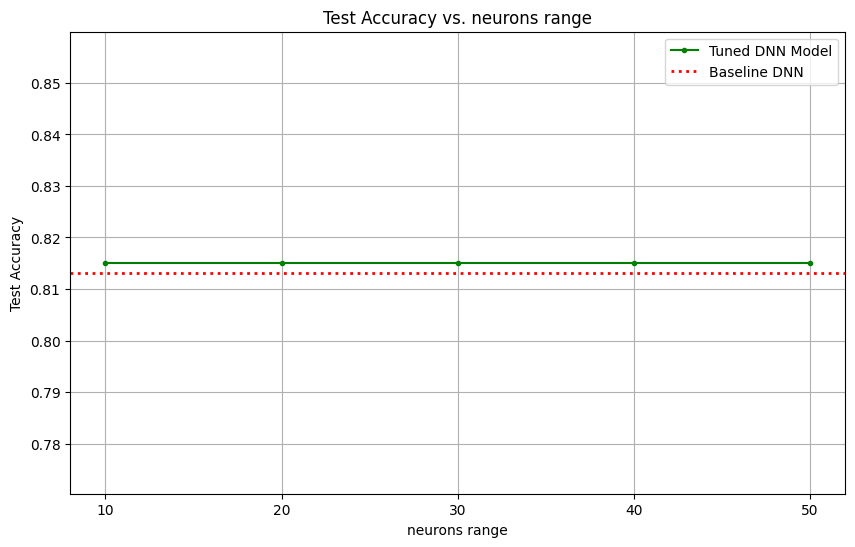 Test Accuracy vs. neurons range
Tuned DNN Model
Baseline DNN
Test Accuracy
0.85
0.84
0.83
0.82
0.81
0.80
0.79
0.78
10 20 30 40 50
neurons range